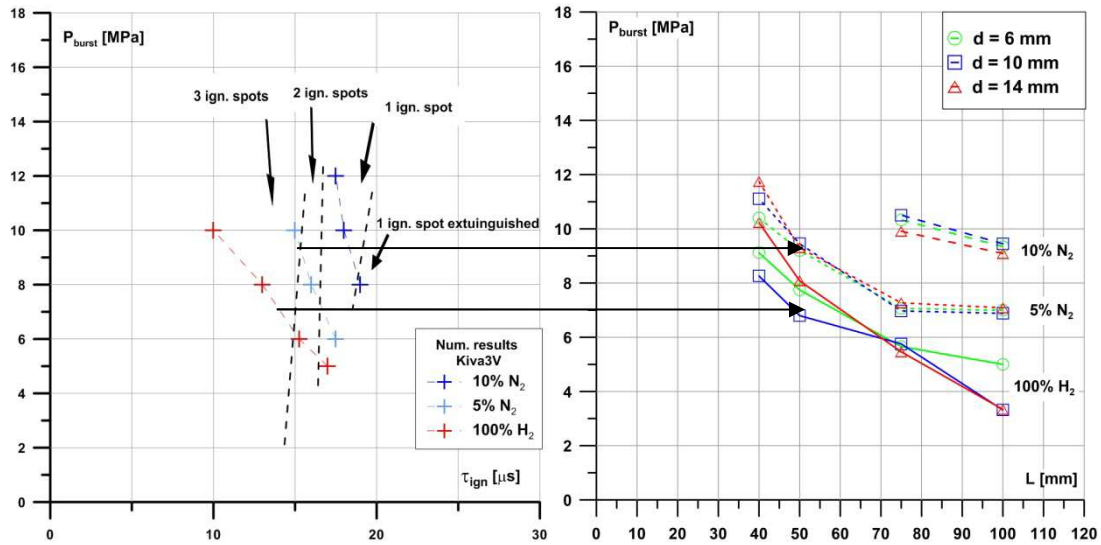 18
P_burst [MPa]
16
3 ign. spots
2 ign. spots
1 ign. spot
14
12
1 ign. spot extuinguished
10
8
6
Num. results
Kiva3V
10% N₂
5% N₂
100% H₂
4
2
τ_ign [μs]
0
0 10 20 30
18
P_burst [MPa]
d = 6 mm
d = 10 mm
d = 14 mm
16
14
12
10
10% N₂
8
5% N₂
6
100% H₂
4
2
L [mm]
0
0 10 20 30 40 50 60 70 80 90 100 110 120